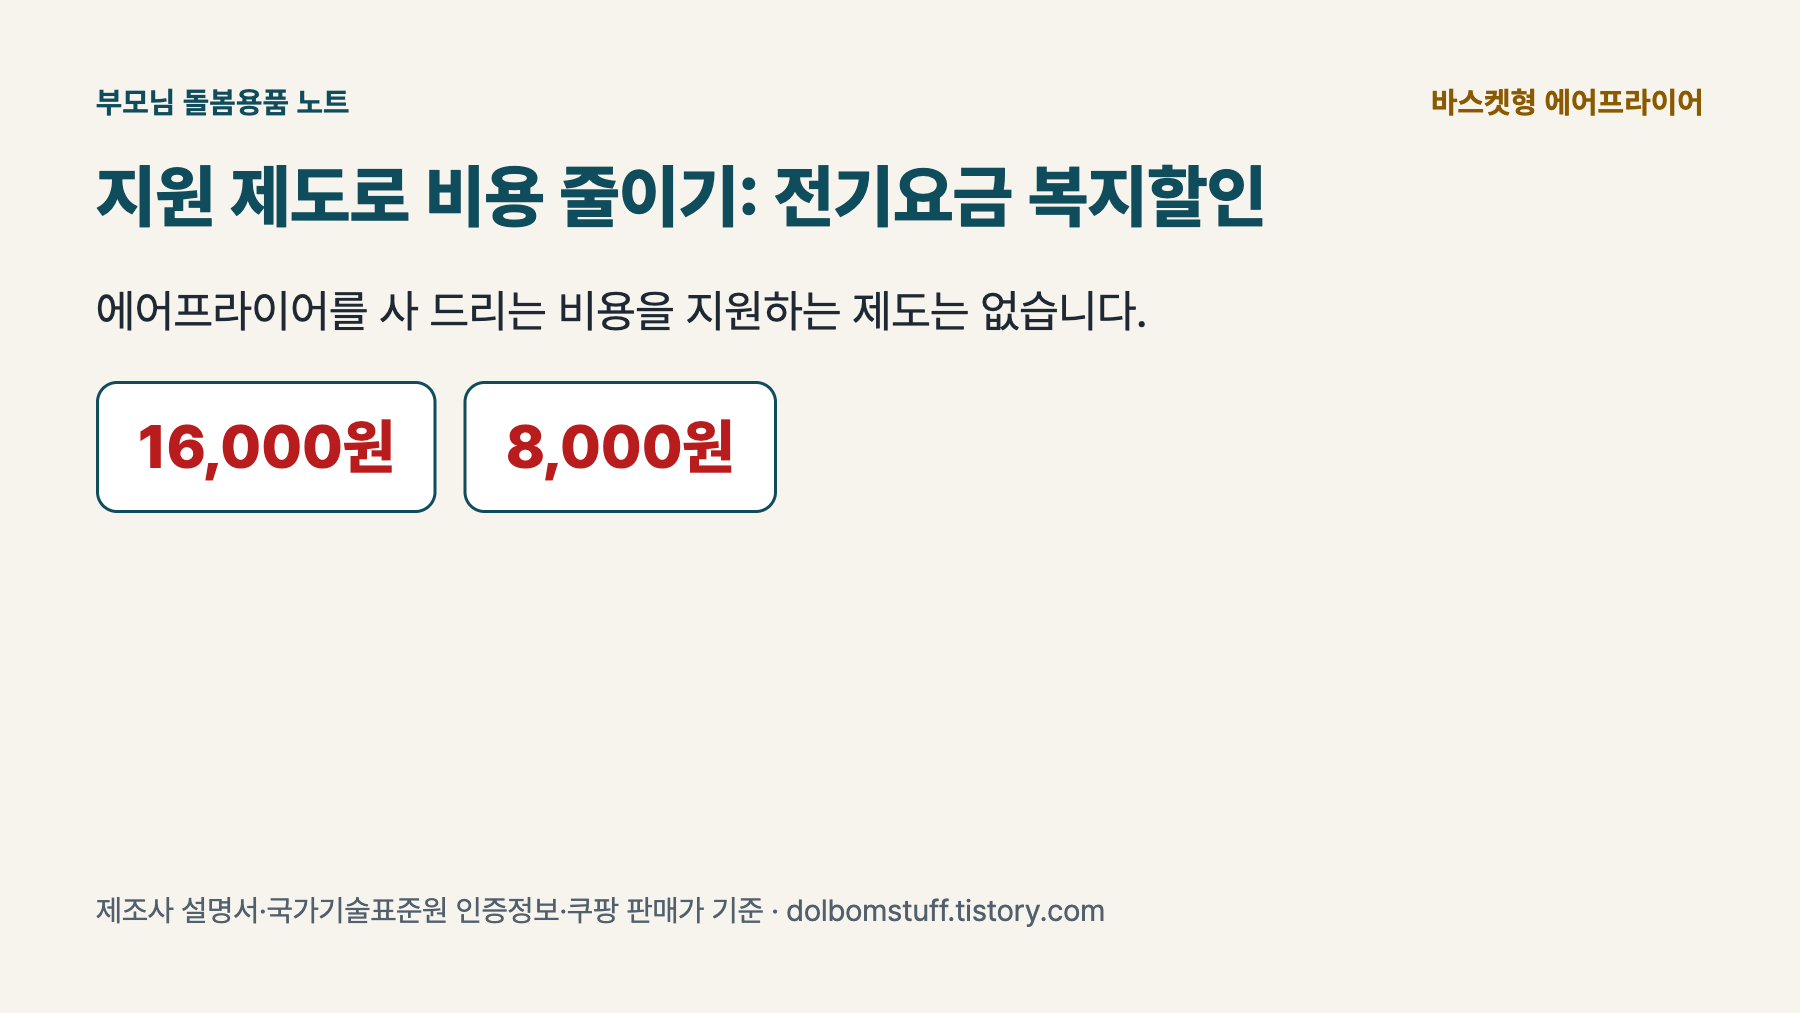 부모님 돌봄용품 노트
바스켓형 에어프라이어
지원 제도로 비용 줄이기: 전기요금 복지할인
에어프라이어를 사 드리는 비용을 지원하는 제도는 없습니다.
16,000원
8,000원
제조사 설명서·국가기술표준원 인증정보·쿠팡 판매가 기준 · dolbomstuff.tistory.com